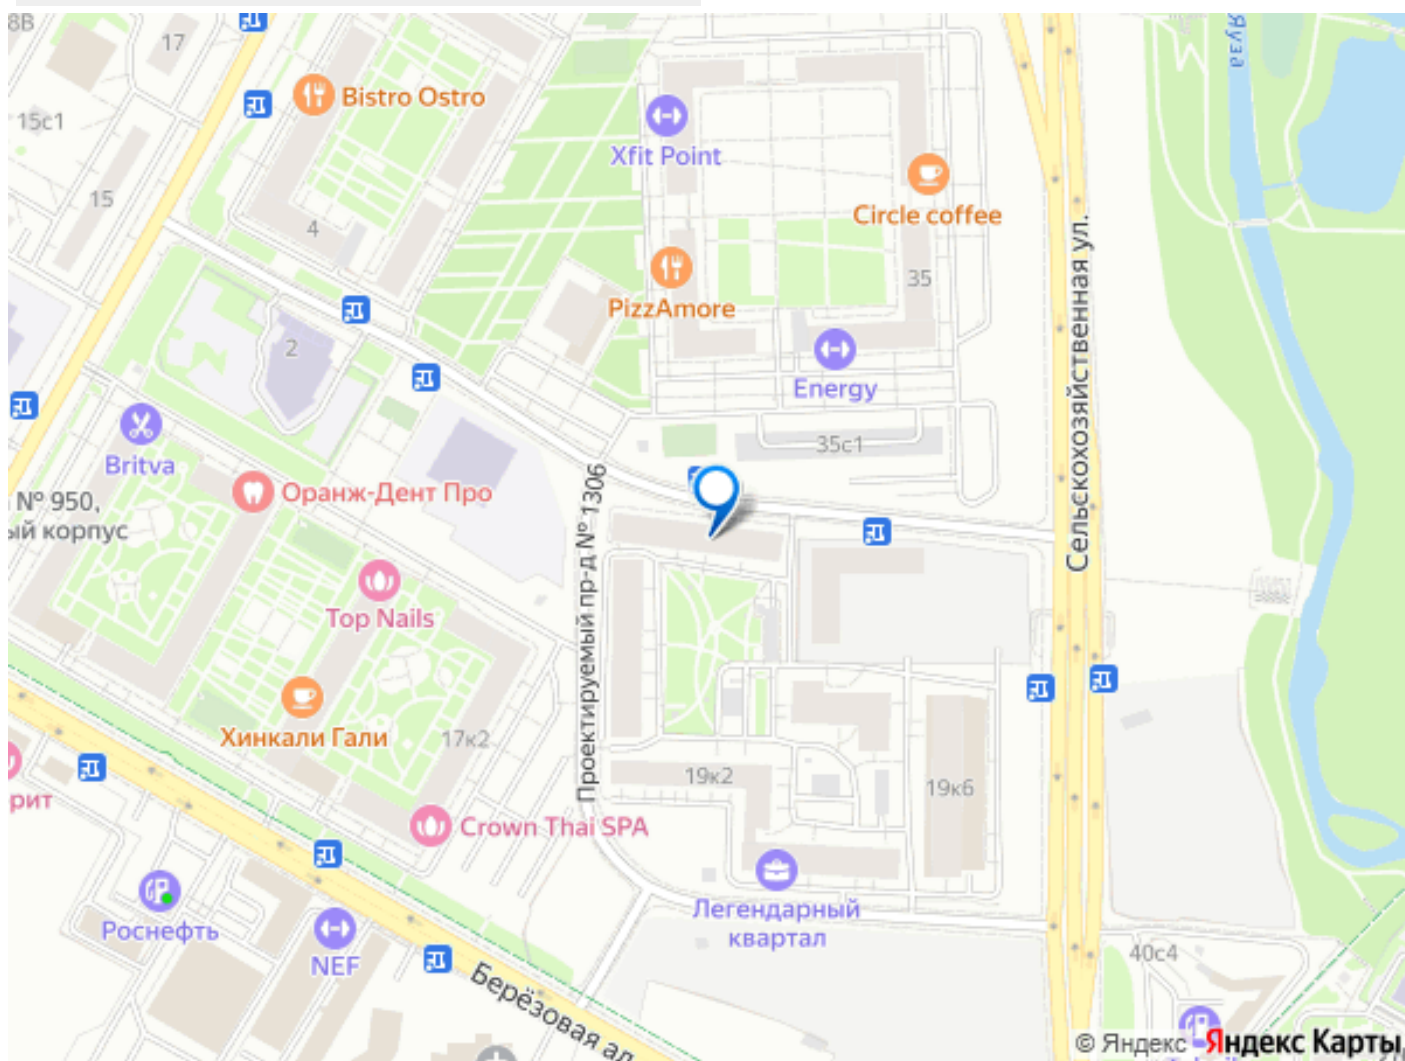 8В
17
Яуза
Bistro Ostro
15с1
Xfit Point
15
Circle coffee
4
35
PizzAmore
2
Energy
Сельскохозяйственная ул.
Britva
35с1
№ 950,
ый корпус
Оранж-Дент Про
Проектируемый пр-д № 1306
Top Nails
Хинкали Гали
17к2
19к2
19к6
рит
Crown Thai SPA
Легендарный
квартал
Роснефть
NEF
40с4
Берёзовая ал
© Яндекс Яндекс Карты